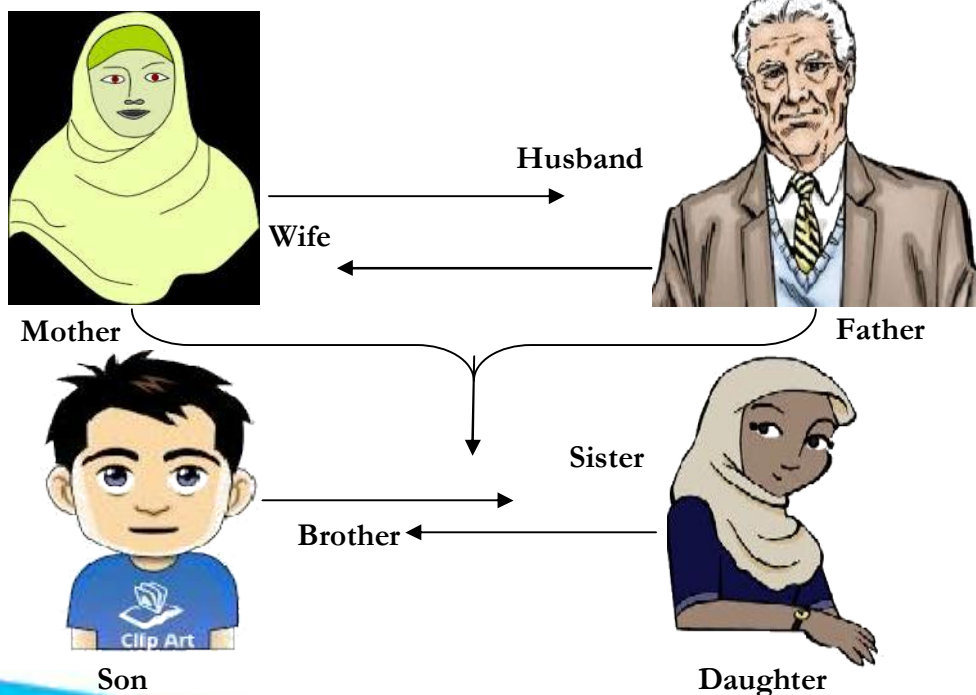 Husband
Wife
Mother
Father
Sister
Brother
Clip Art
Son
Daughter